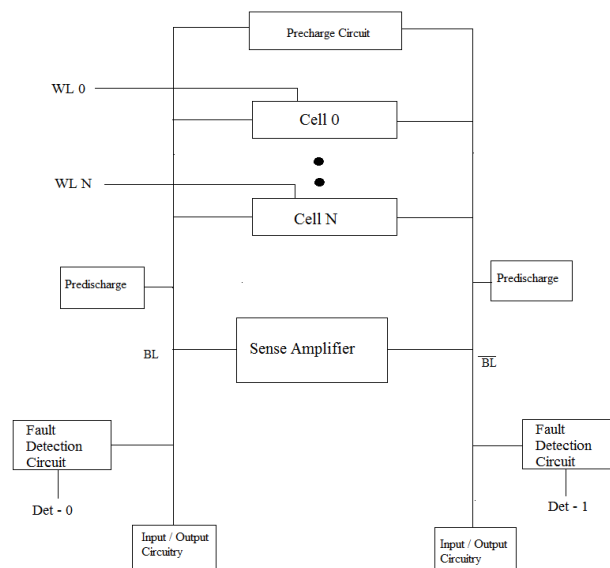 Precharge Circuit
WL 0
Cell 0
WL N
Cell N
Predischarge
Predischarge
BL
Sense Amplifier
B̅L̅
Fault
Detection
Circuit
Fault
Detection
Circuit
Det - 0
Det - 1
Input / Output
Circuitry
Input / Output
Circuitry